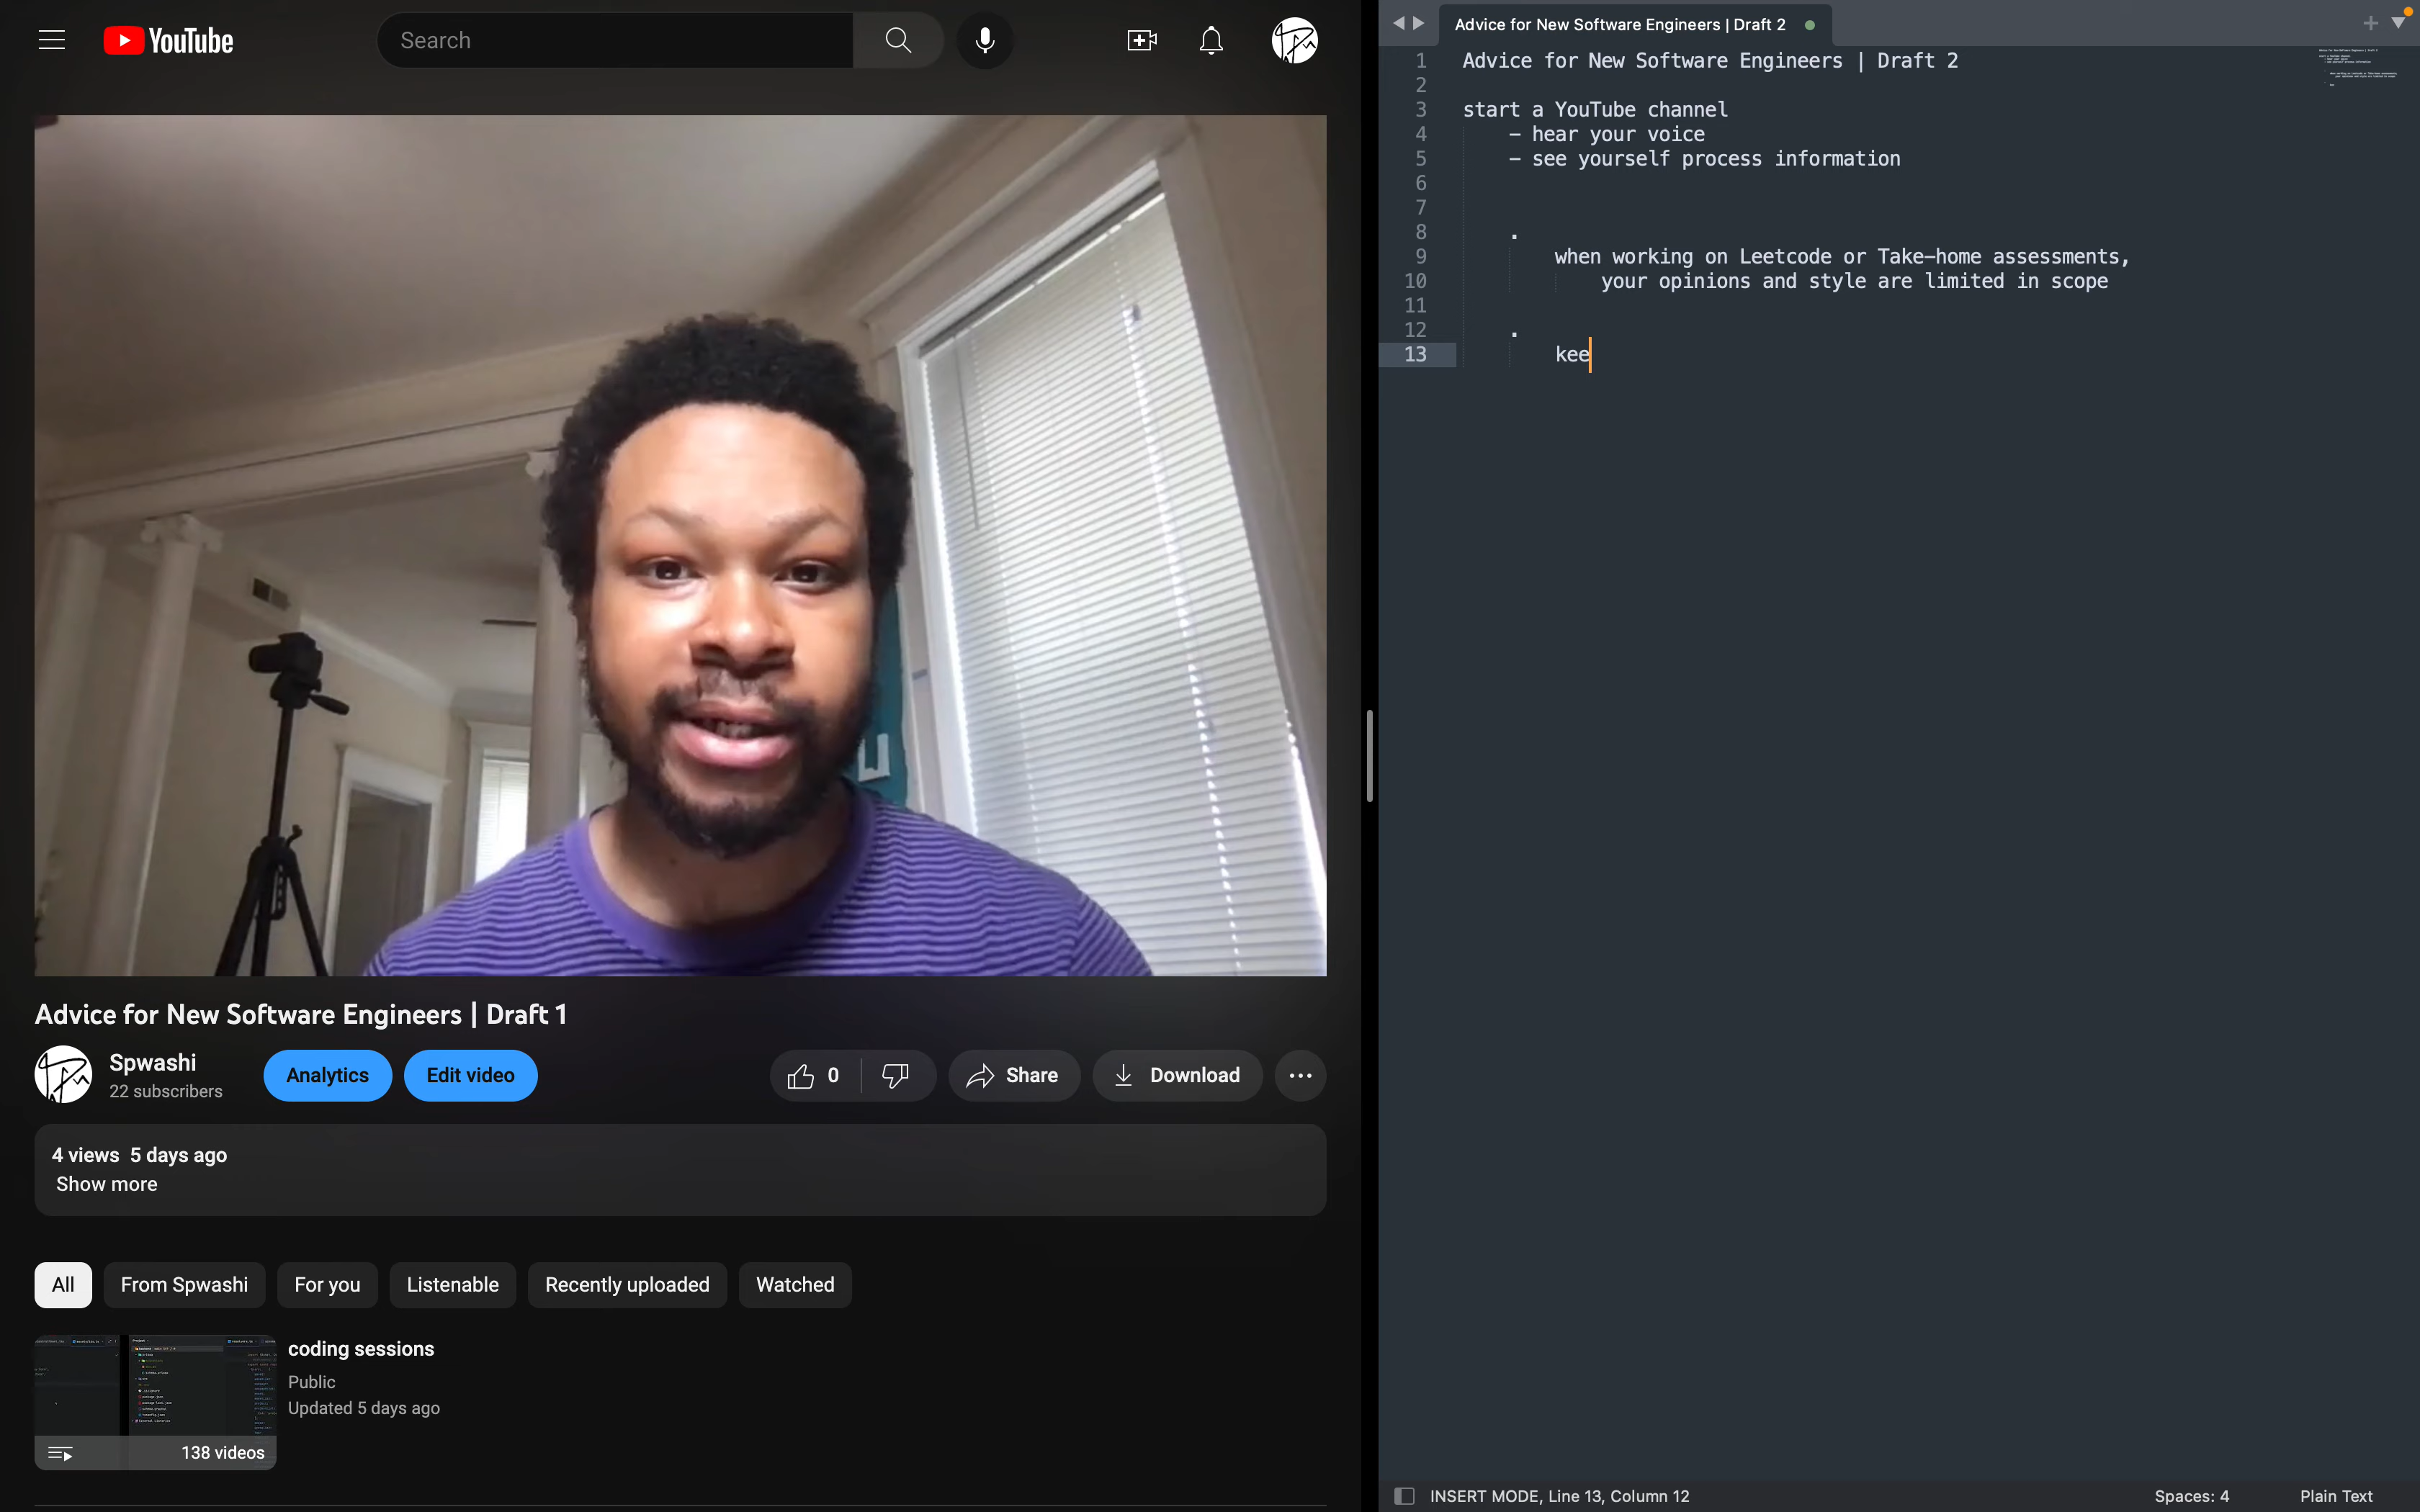 YouTube
Search
U
Advice for New Software Engineers | Draft 1
Spwashi
22 subscribers
Analytics
Edit video
0
Share
Download
4 views 5 days ago
Show more
All
From Spwashi
For you
Listenable
Recently uploaded
Watched
coding sessions
Public
Updated 5 days ago
138 videos
Advice for New Software Engineers | Draft 2
1 Advice for New Software Engineers | Draft 2
2
3 start a YouTube channel
4 - hear your voice
5 - see yourself process information
6
7
8 .
9 when working on Leetcode or Take-home assessments,
10 your opinions and style are limited in scope
11
12 .
13 kee
INSERT MODE, Line 13, Column 12
Spaces: 4
Plain Text